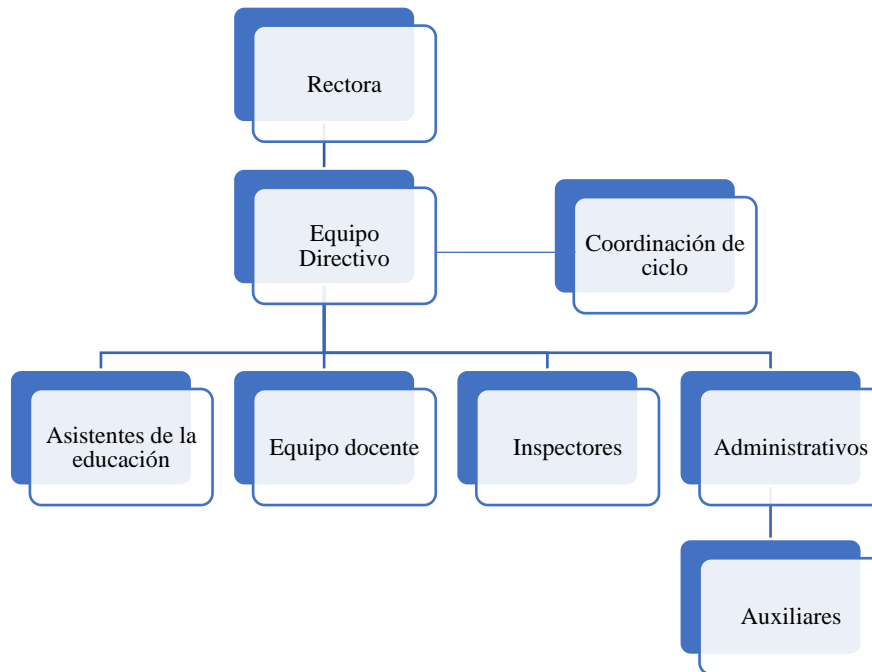 Rectora
Equipo
Directivo
Coordinación de
ciclo
Asistentes de la
educación
Equipo docente
Inspectores
Administrativos
Auxiliares